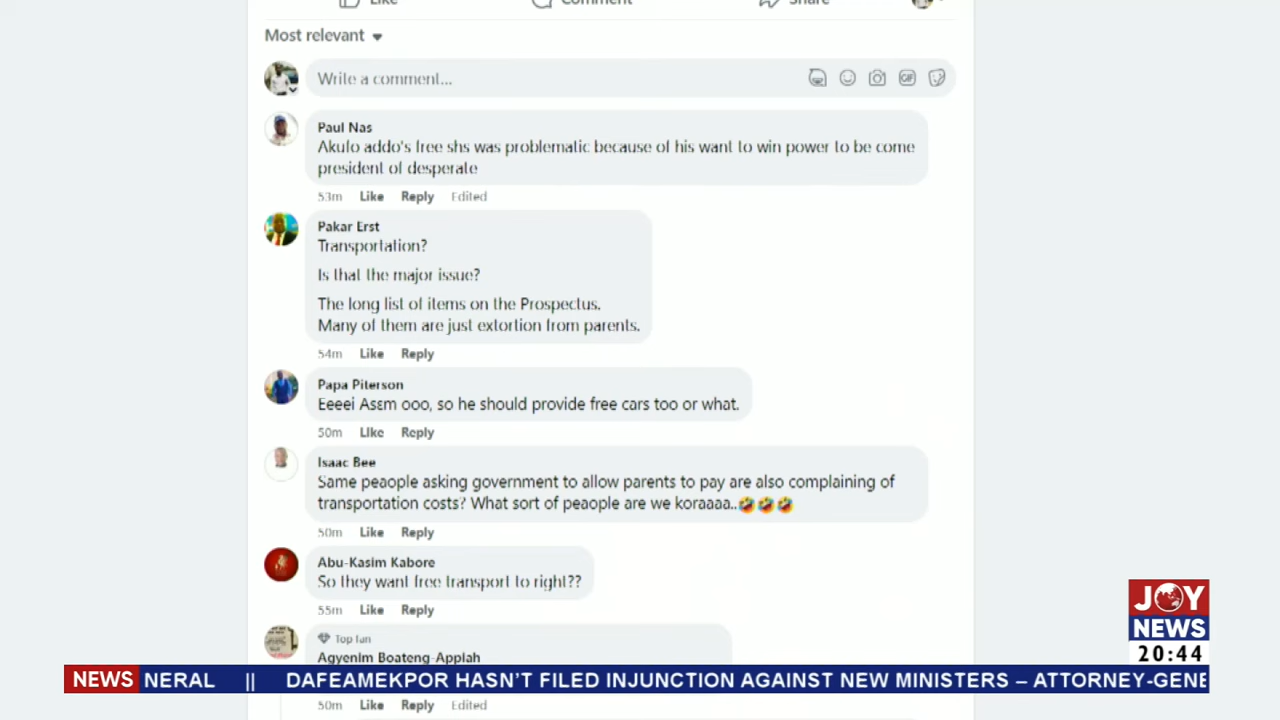 Like Comment Share
Most relevant
Write a comment...
GIF
Paul Nas
Akufo addo's free shs was problematic because of his want to win power to be come
president of desperate
53m Like Reply Edited
Pakar Erst
Transportation?
Is that the major issue?
The long list of items on the Prospectus.
Many of them are just extortion from parents.
54m Like Reply
Papa Piterson
Eeeei Assm ooo, so he should provide free cars too or what.
50m Like Reply
Isaac Bee
Same peaople asking government to allow parents to pay are also complaining of
transportation costs? What sort of peaople are we koraaaa..🤣🤣🤣
50m Like Reply
Abu-Kasim Kabore
So they want free transport to right??
55m Like Reply
Top fan
Agyenim Boateng-Appiah
50m Like Reply Edited
JOY
NEWS
20:44
NEWS NERAL || DAFEAMEKPOR HASN'T FILED INJUNCTION AGAINST NEW MINISTERS – ATTORNEY-GENE